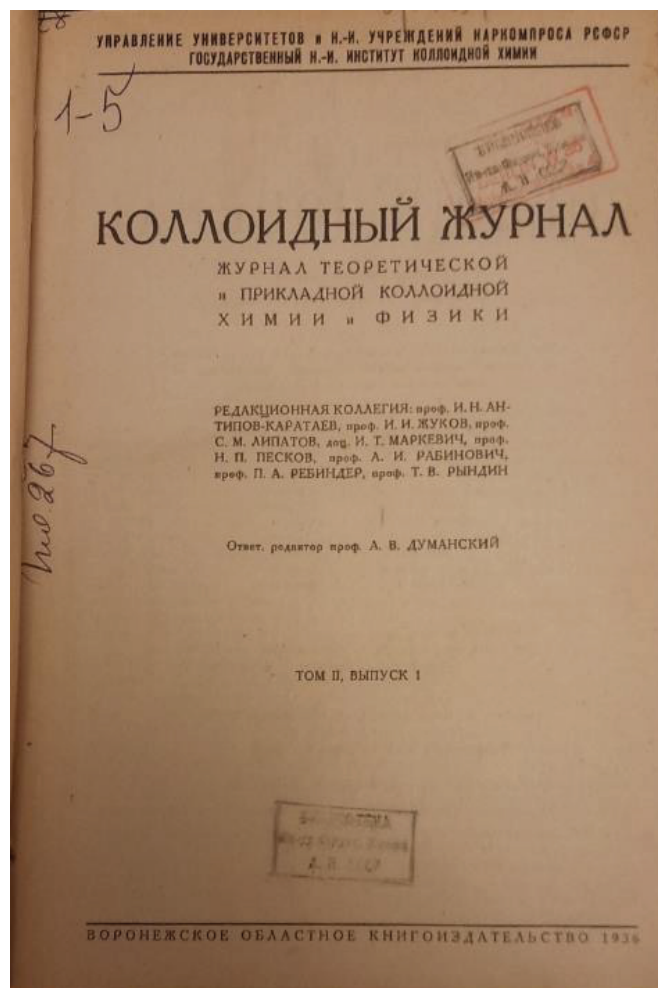 УПРАВЛЕНИЕ УНИВЕРСИТЕТОВ и Н.-И. УЧРЕЖДЕНИЙ НАРКОМПРОСА РСФСР
ГОСУДАРСТВЕННЫЙ Н.-И. ИНСТИТУТ КОЛЛОИДНОЙ ХИМИИ
1-5
КОЛЛОИДНЫЙ ЖУРНАЛ
ЖУРНАЛ ТЕОРЕТИЧЕСКОЙ
и ПРИКЛАДНОЙ КОЛЛОИДНОЙ
ХИМИИ и ФИЗИКИ
РЕДАКЦИОННАЯ КОЛЛЕГИЯ: проф. И. Н. АН-
ТИПОВ-КАРАТАЕВ, проф. И. И. ЖУКОВ, проф.
С. М. ЛИПАТОВ, доц. И. Т. МАРКЕВИЧ, проф.
Н. П. ПЕСКОВ, проф. А. И. РАБИНОВИЧ,
проф. П. А. РЕБИНДЕР, проф. Т. В. РЫНДИН
267
Ответ. редактор проф. А. В. ДУМАНСКИЙ
ТОМ II, ВЫПУСК 1
ВОРОНЕЖСКОЕ ОБЛАСТНОЕ КНИГОИЗДАТЕЛЬСТВО 1936